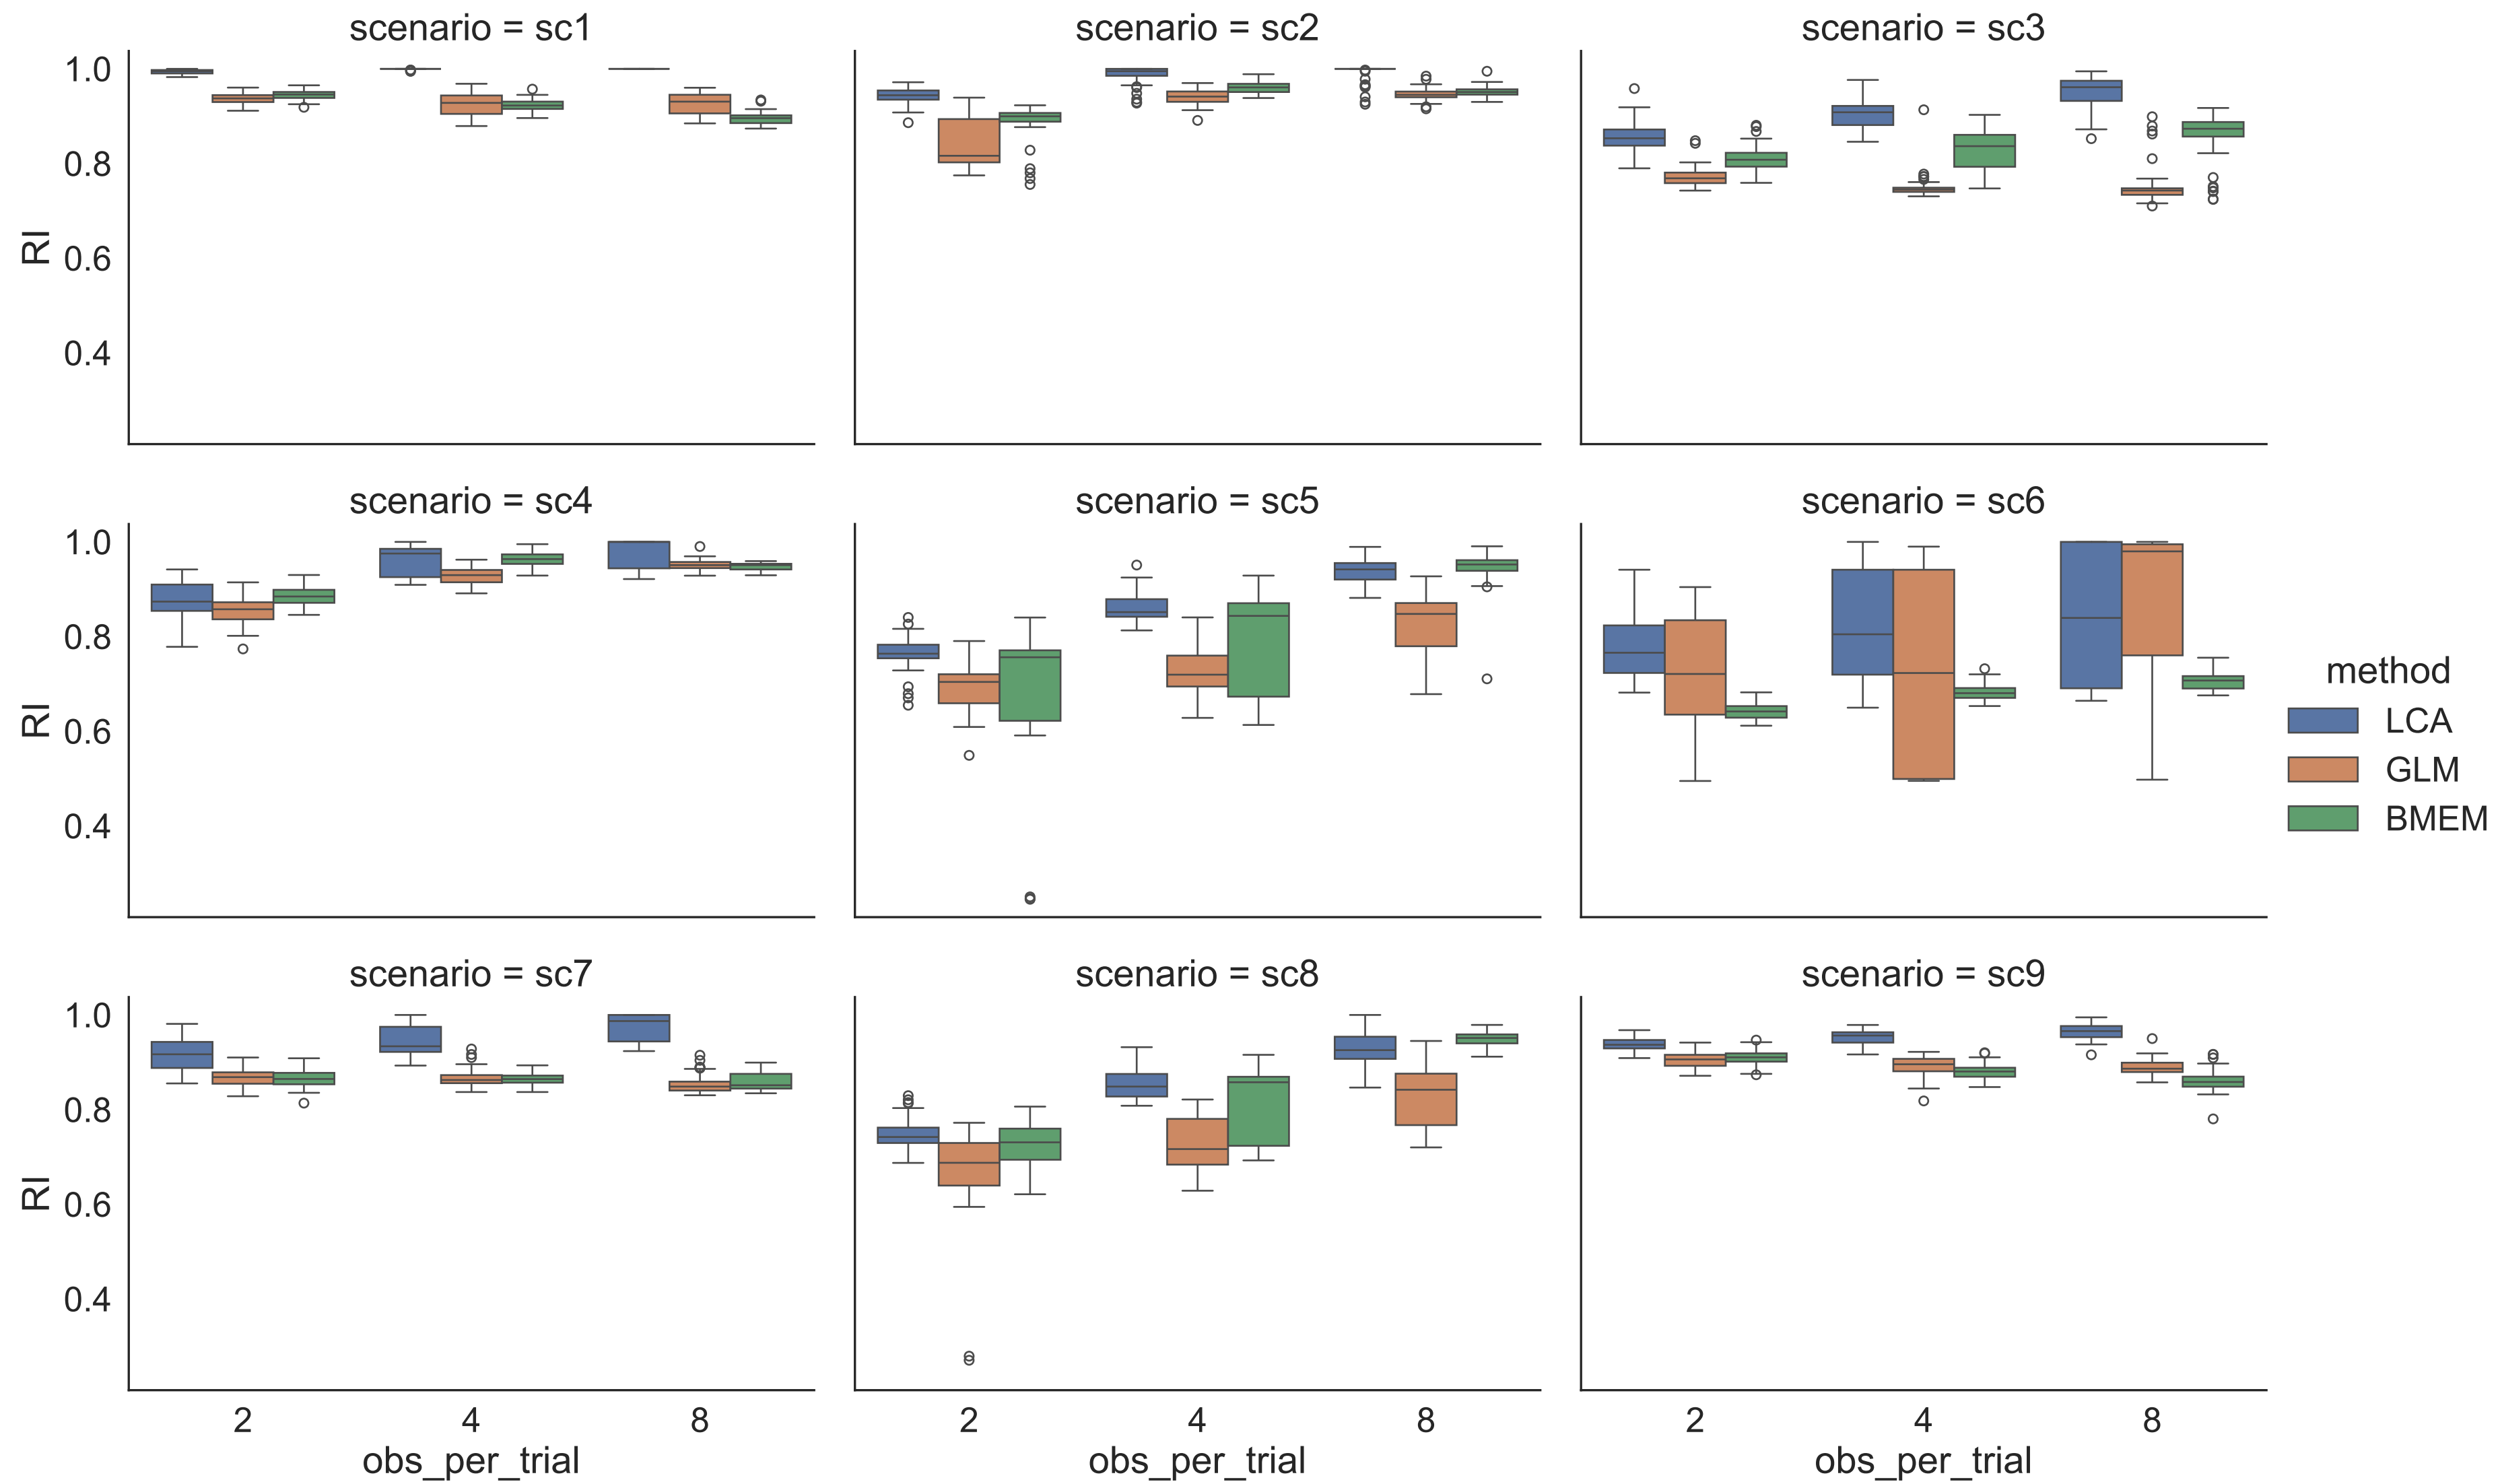 scenario = sc1
scenario = sc2
scenario = sc3
1.0
0.8
0.6
0.4
RI
scenario = sc4
scenario = sc5
scenario = sc6
1.0
0.8
0.6
0.4
RI
method
LCA
GLM
BMEM
scenario = sc7
scenario = sc8
scenario = sc9
1.0
0.8
0.6
0.4
RI
2 4 8
2 4 8
2 4 8
obs_per_trial
obs_per_trial
obs_per_trial